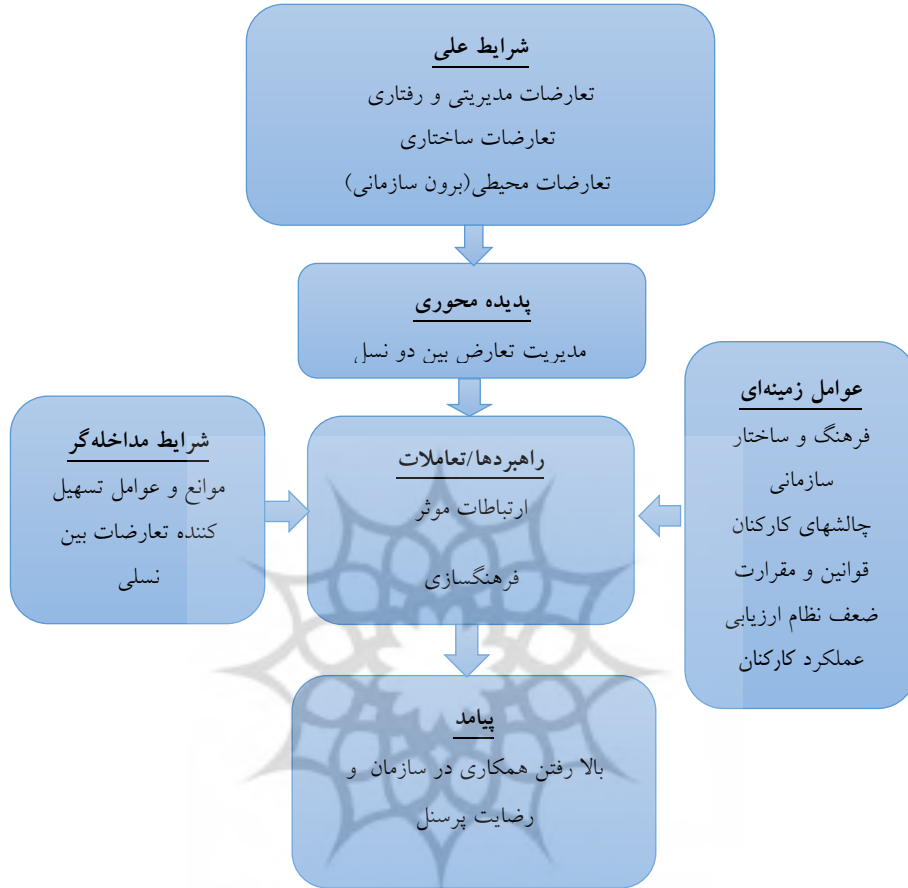 شرایط علی
تعارضات مدیریتی و رفتاری
تعارضات ساختاری
تعارضات محیطی(برون سازمانی)
پدیده محوری
مدیریت تعارض بین دو نسل
عوامل زمینه‌ای
فرهنگ و ساختار
سازمانی
چالشهای کارکنان
قوانین و مقرارت
ضعف نظام ارزیابی
عملکرد کارکنان
راهبردها/تعاملات
ارتباطات موثر
فرهنگسازی
شرایط مداخله‌گر
موانع و عوامل تسهیل
کننده تعارضات بین
نسلی
پیامد
بالا رفتن همکاری در سازمان و
رضایت پرسنل